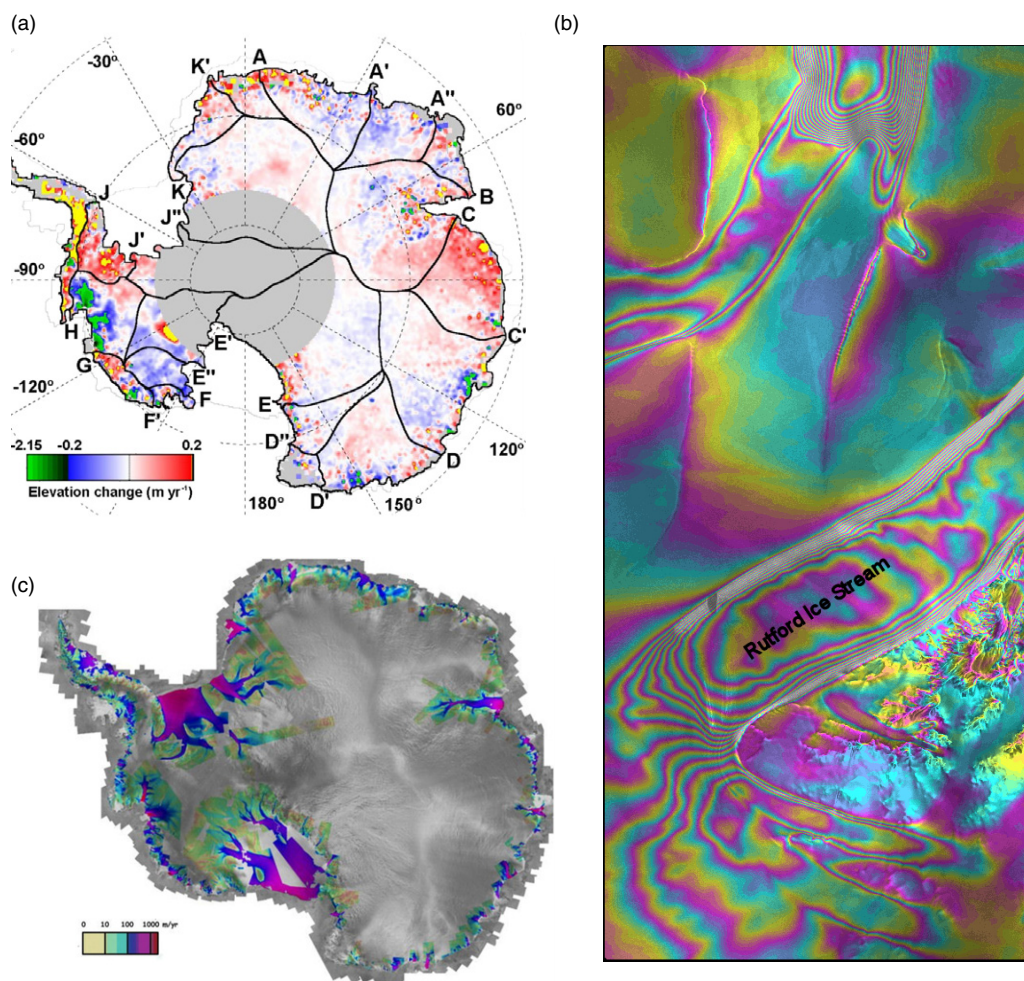 (a)
-30°
-60°
-90°
-120°
180°
150°
120°
60°
K'
A
A'
A''
B
C
C'
D
D'
D''
E
E'
E''
F
F'
G
H
J
J'
J''
K
-2.15 -0.2 0.2
Elevation change (m yr-1)
(b)
Rutford Ice Stream
(c)
0 10 100 1000 m/yr